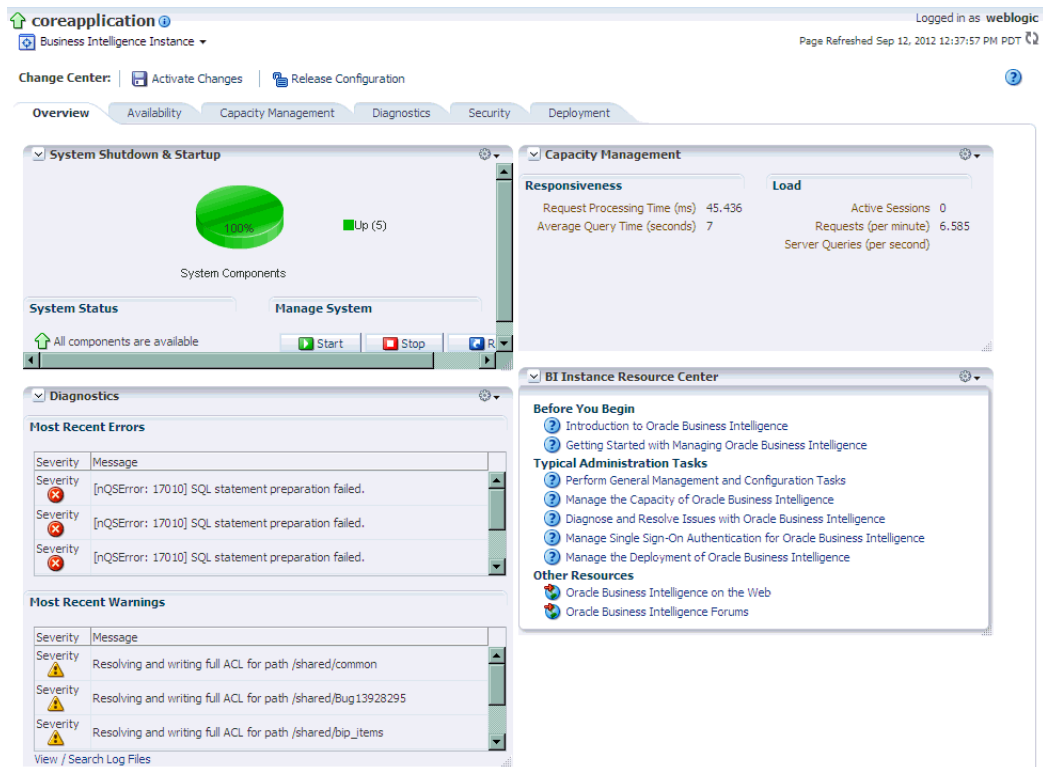 coreapplication
Logged in as weblogic
Business Intelligence Instance
Page Refreshed Sep 12, 2012 12:37:57 PM PDT
Change Center: Activate Changes Release Configuration
Overview Availability Capacity Management Diagnostics Security Deployment
System Shutdown & Startup
100%
Up (5)
System Components
System Status
Manage System
All components are available
Start Stop R
Diagnostics
Most Recent Errors
Severity Message
Severity [nQSError: 17010] SQL statement preparation failed.
Severity [nQSError: 17010] SQL statement preparation failed.
Severity [nQSError: 17010] SQL statement preparation failed.
Most Recent Warnings
Severity Message
Severity Resolving and writing full ACL for path /shared/common
Severity Resolving and writing full ACL for path /shared/Bug13928295
Severity Resolving and writing full ACL for path /shared/bip_items
View / Search Log Files
Capacity Management
Responsiveness
Request Processing Time (ms) 45.436
Average Query Time (seconds) 7
Load
Active Sessions 0
Requests (per minute) 6.585
Server Queries (per second)
BI Instance Resource Center
Before You Begin
Introduction to Oracle Business Intelligence
Getting Started with Managing Oracle Business Intelligence
Typical Administration Tasks
Perform General Management and Configuration Tasks
Manage the Capacity of Oracle Business Intelligence
Diagnose and Resolve Issues with Oracle Business Intelligence
Manage Single Sign-On Authentication for Oracle Business Intelligence
Manage the Deployment of Oracle Business Intelligence
Other Resources
Oracle Business Intelligence on the Web
Oracle Business Intelligence Forums